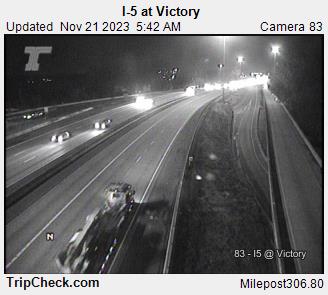 I-5 at Victory
Updated Nov 21 2023 5:42 AM Camera 83
T
N
83 - I5 @ Victory
TripCheck.com Milepost306.80